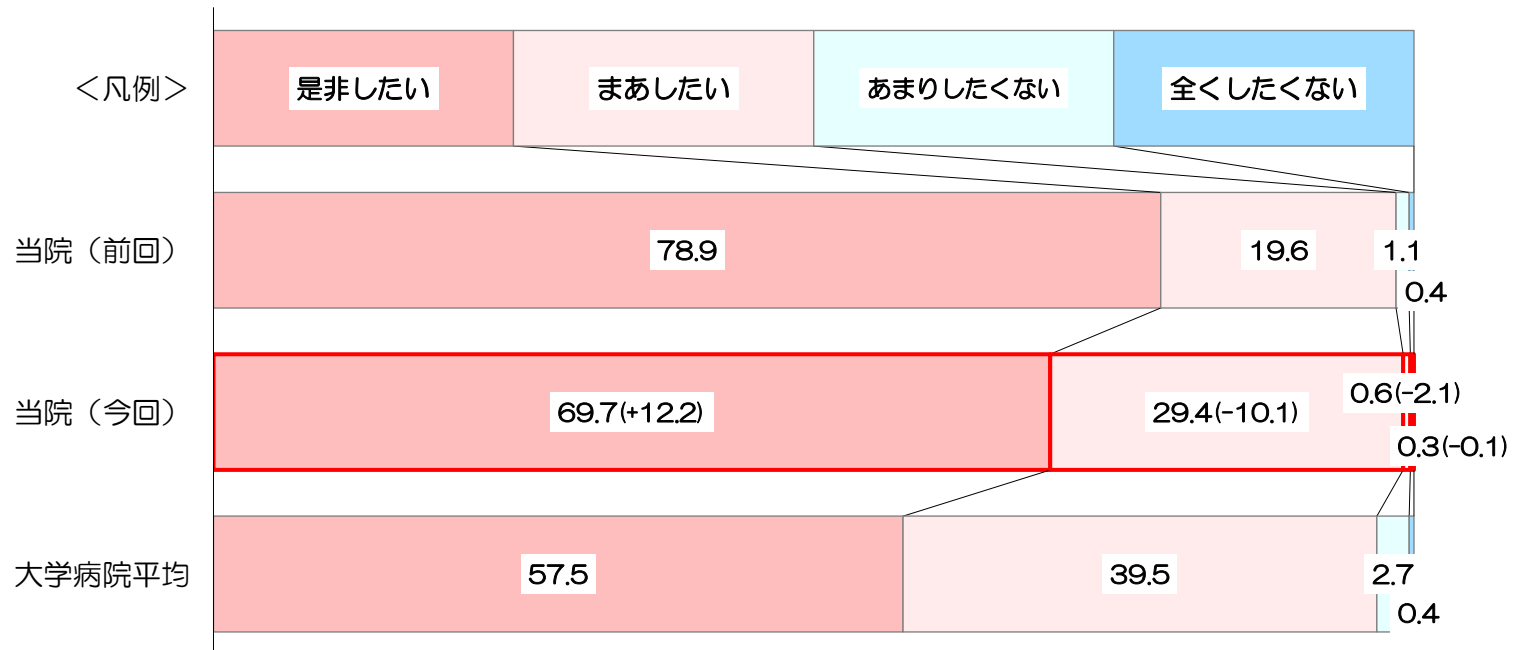 <凡例> 是非したい まあしたい あまりしたくない 全くしたくない
当院(前回) 78.9 19.6 1.1
0.4
当院(今回) 69.7(+12.2) 29.4(-10.1) 0.6(-2.1)
0.3(-0.1)
大学病院平均 57.5 39.5 2.7
0.4